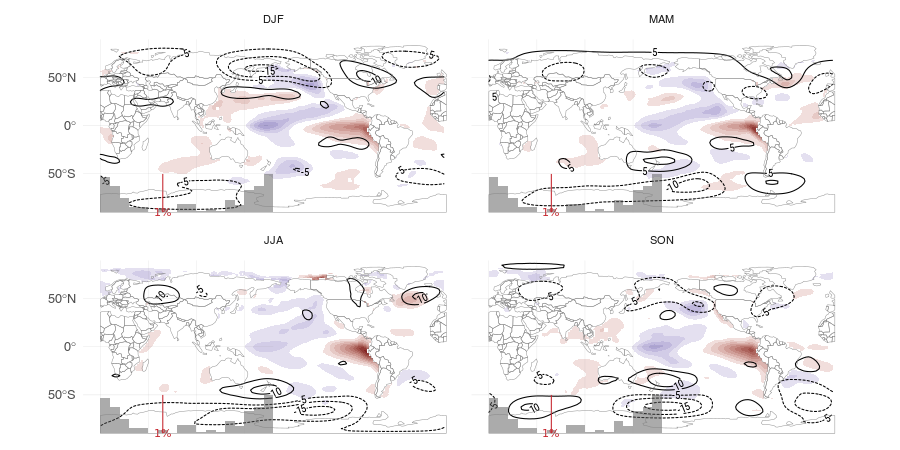 DJF MAM
50°N
0°
50°S
5 -15 -5 10 5 -5 -5 -5 -5
5 5 5 5 5 -10
1% 1%
JJA SON
50°N
0°
50°S
10 -5 10 -5 10 -5 -15
-5 -5 -5 -5 10 10 -5 -15 -5
1% 1%